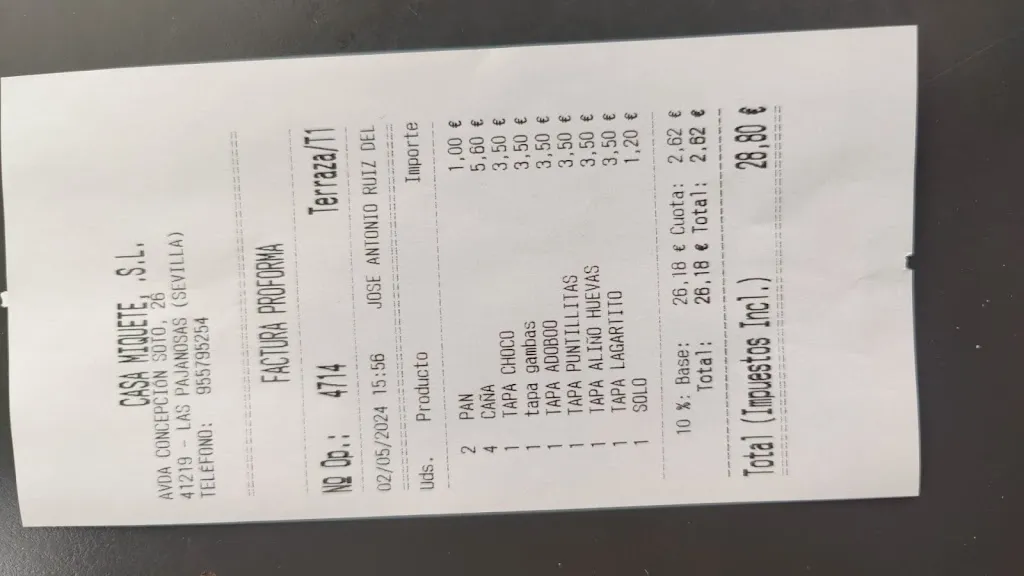 CASA MIQUETE, .S.L.
AVDA CONCEPCIÓN SOTO, 26
41219 - LAS PAJANOSAS (SEVILLA)
TELÉFONO: 955795254
FACTURA PROFORMA
Nº Op.: 4714 Terraza/T1
02/05/2024 15:56 JOSE ANTONIO RUIZ DEL
Uds. Producto Importe
2 PAN 1,00 €
4 CAÑA 5,60 €
1 TAPA CHOCO 3,50 €
1 tapa gambas 3,50 €
1 TAPA ADOBOO 3,50 €
1 TAPA PUNTILLITAS 3,50 €
1 TAPA ALIÑO HUEVAS 3,50 €
1 TAPA LAGARTITO 3,50 €
1 SOLO 1,20 €
10 %: Base: 26,18 € Cuota: 2,62 €
Total: 26,18 € Total: 2,62 €
Total (Impuestos Incl.) 28,80 €